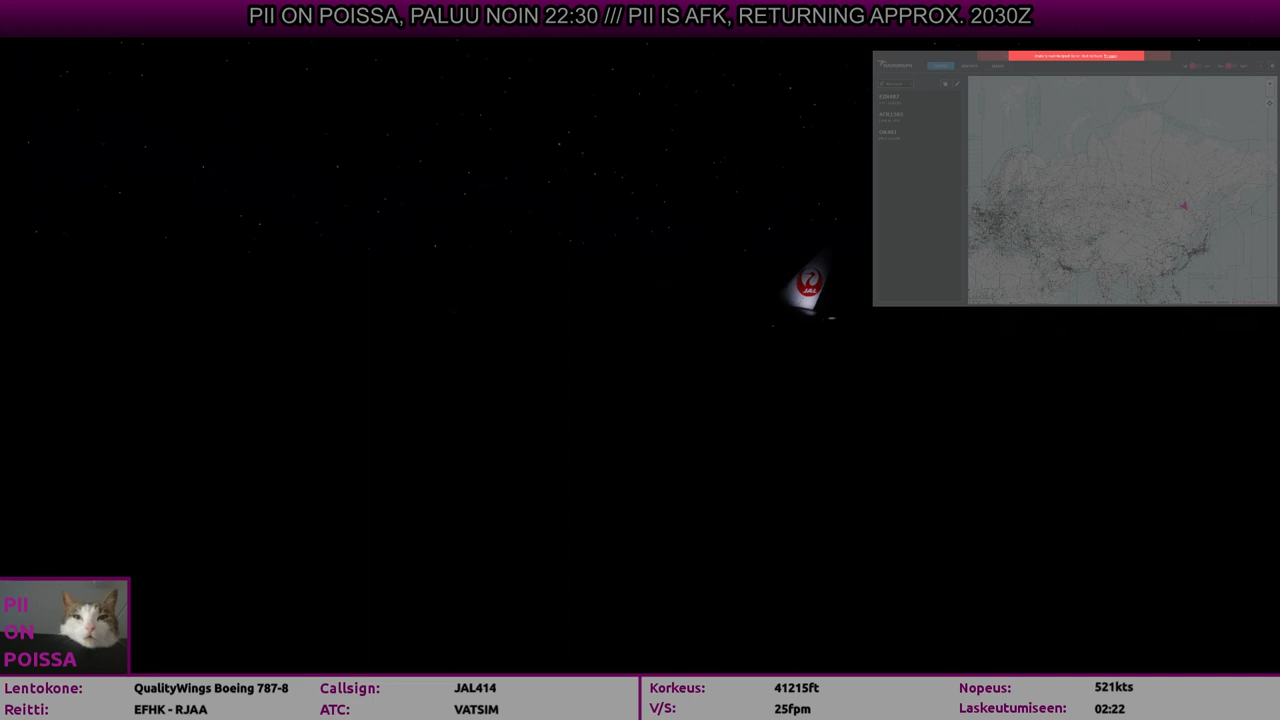 PII ON POISSA, PALUU NOIN 22:30 /// PII IS AFK, RETURNING APPROX. 2030Z
JAL
PII
ON
POISSA
Lentokone: QualityWings Boeing 787-8 Callsign: JAL414 Korkeus: 41215ft Nopeus: 521kts
Reitti: EFHK - RJAA ATC: VATSIM V/S: 25fpm Laskeutumiseen: 02:22